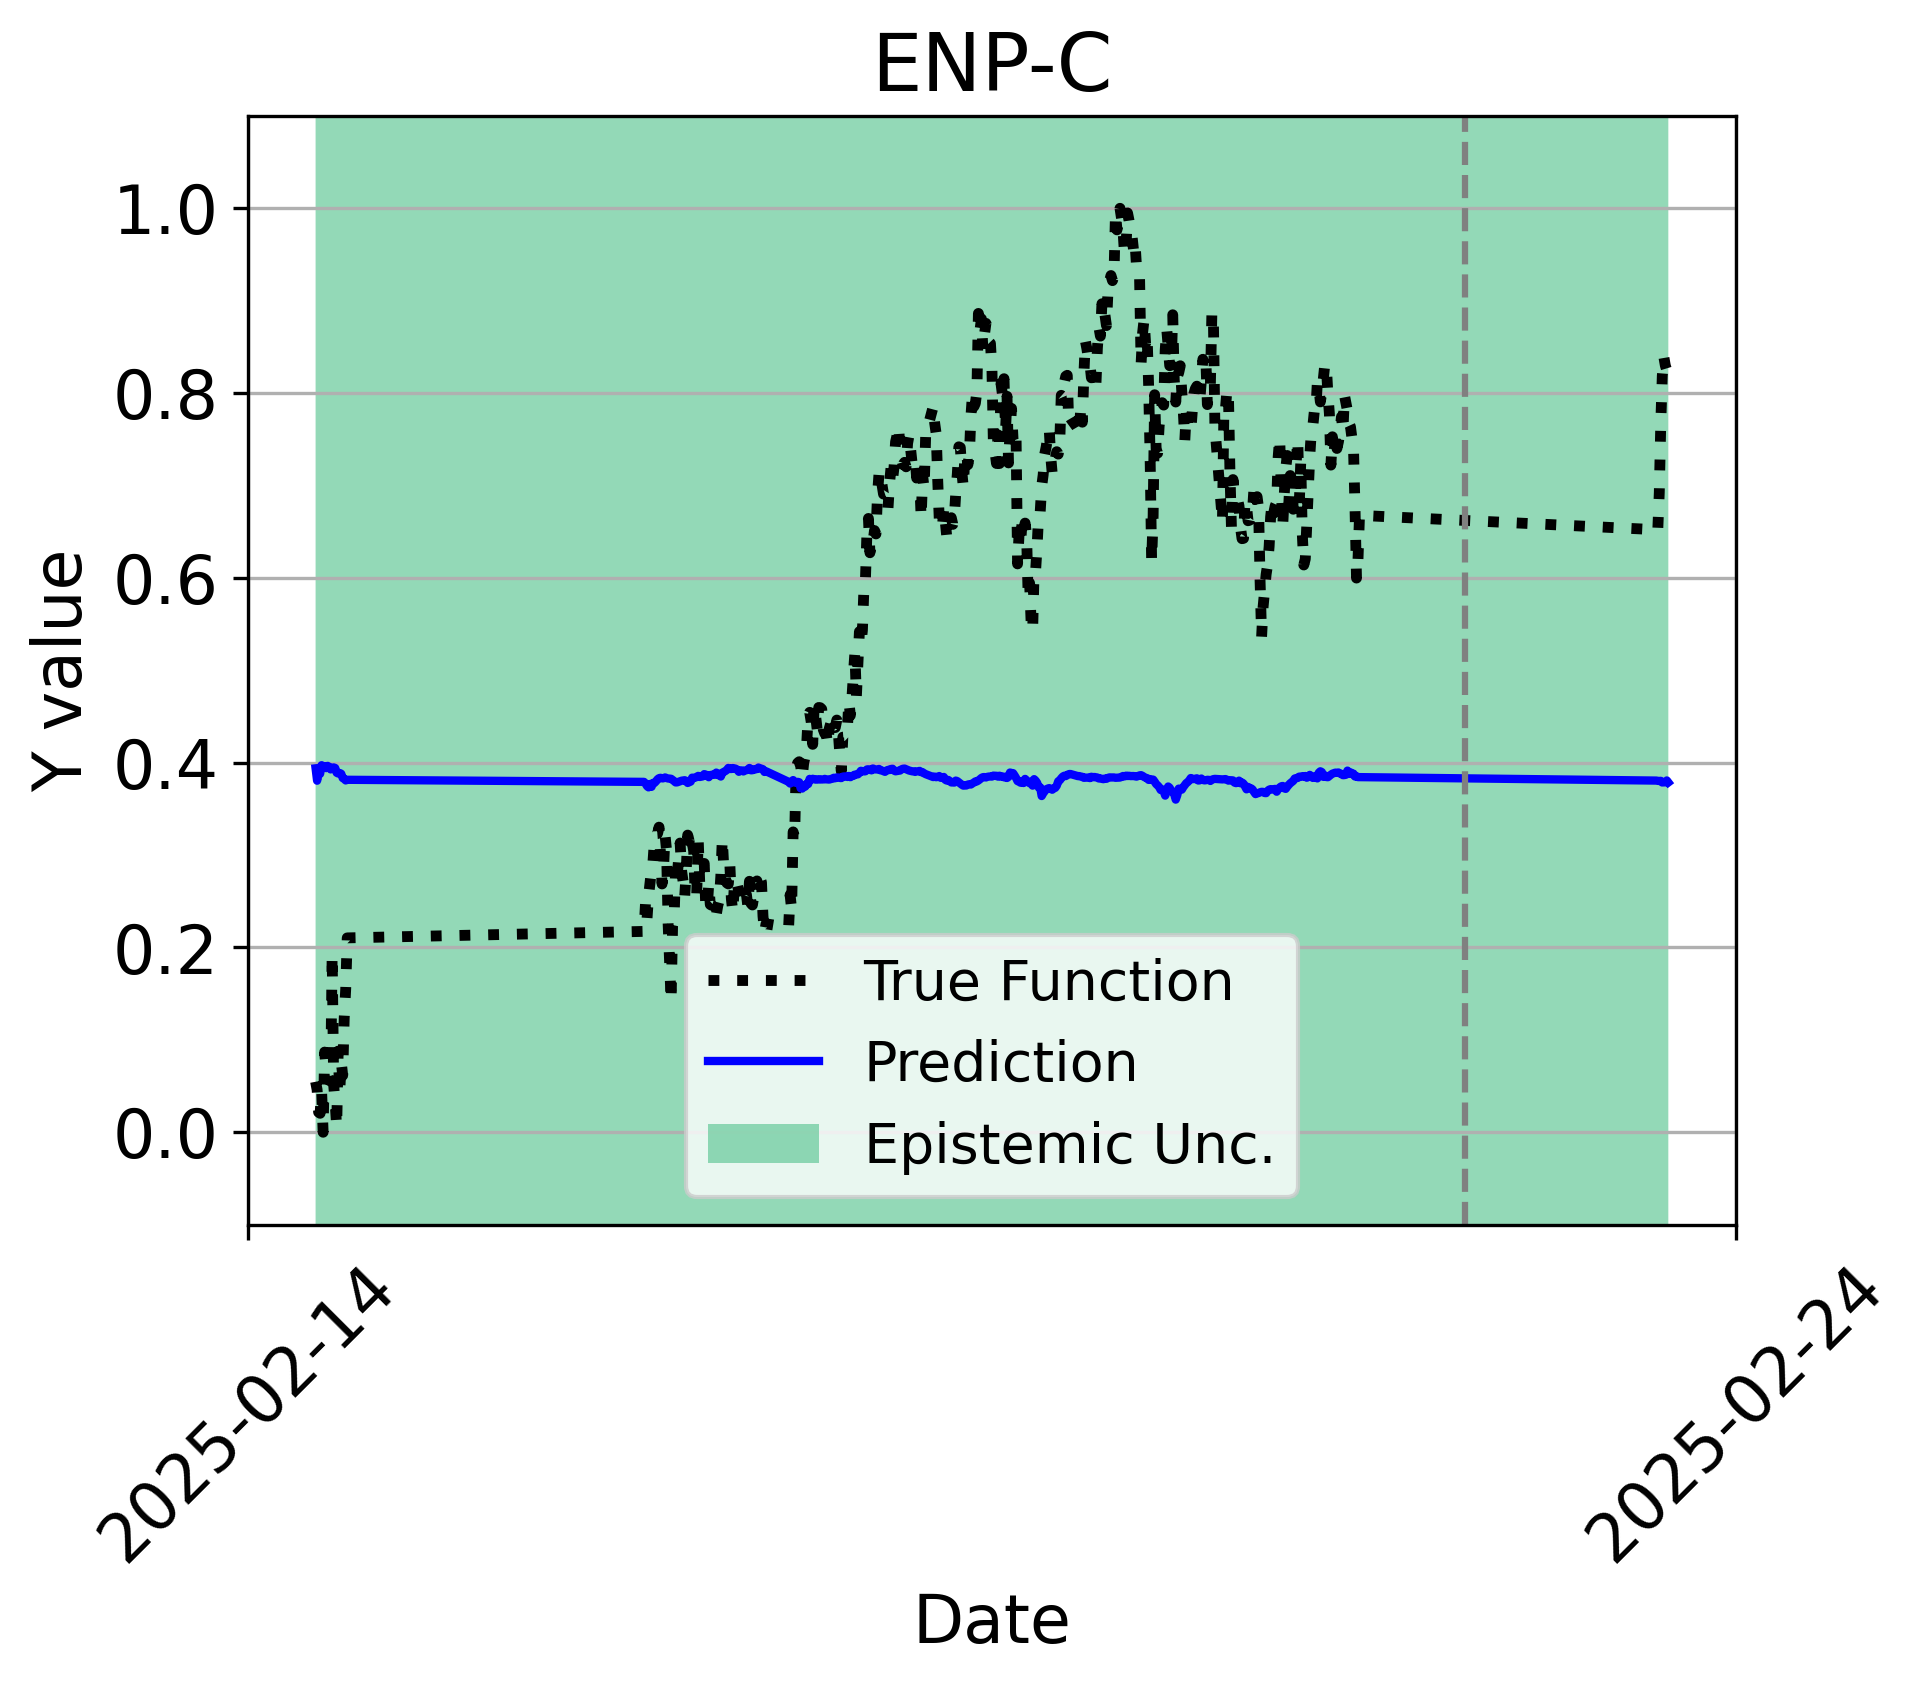 ENP-C
1.0
0.8
0.6
0.4
0.2
0.0
Y value
True Function
Prediction
Epistemic Unc.
2025-02-14
2025-02-24
Date